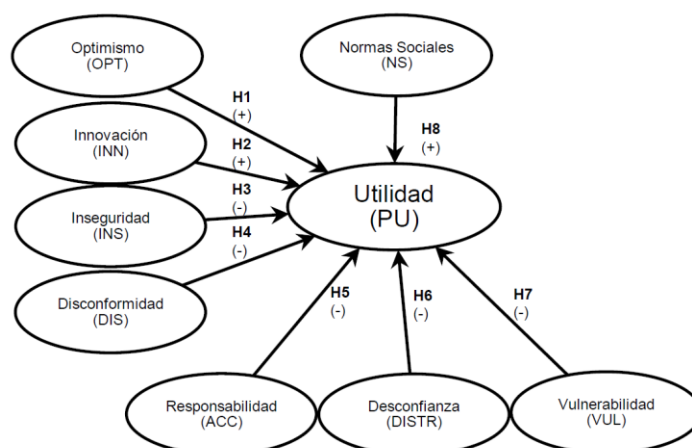 Optimismo
(OPT)
Normas Sociales
(NS)
H1
(+)
Innovación
(INN)
H2
(+)
H8
(+)
Utilidad
(PU)
Inseguridad
(INS)
H3
(-)
H4
(-)
Disconformidad
(DIS)
H5
(-)
H6
(-)
H7
(-)
Responsabilidad
(ACC)
Desconfianza
(DISTR)
Vulnerabilidad
(VUL)